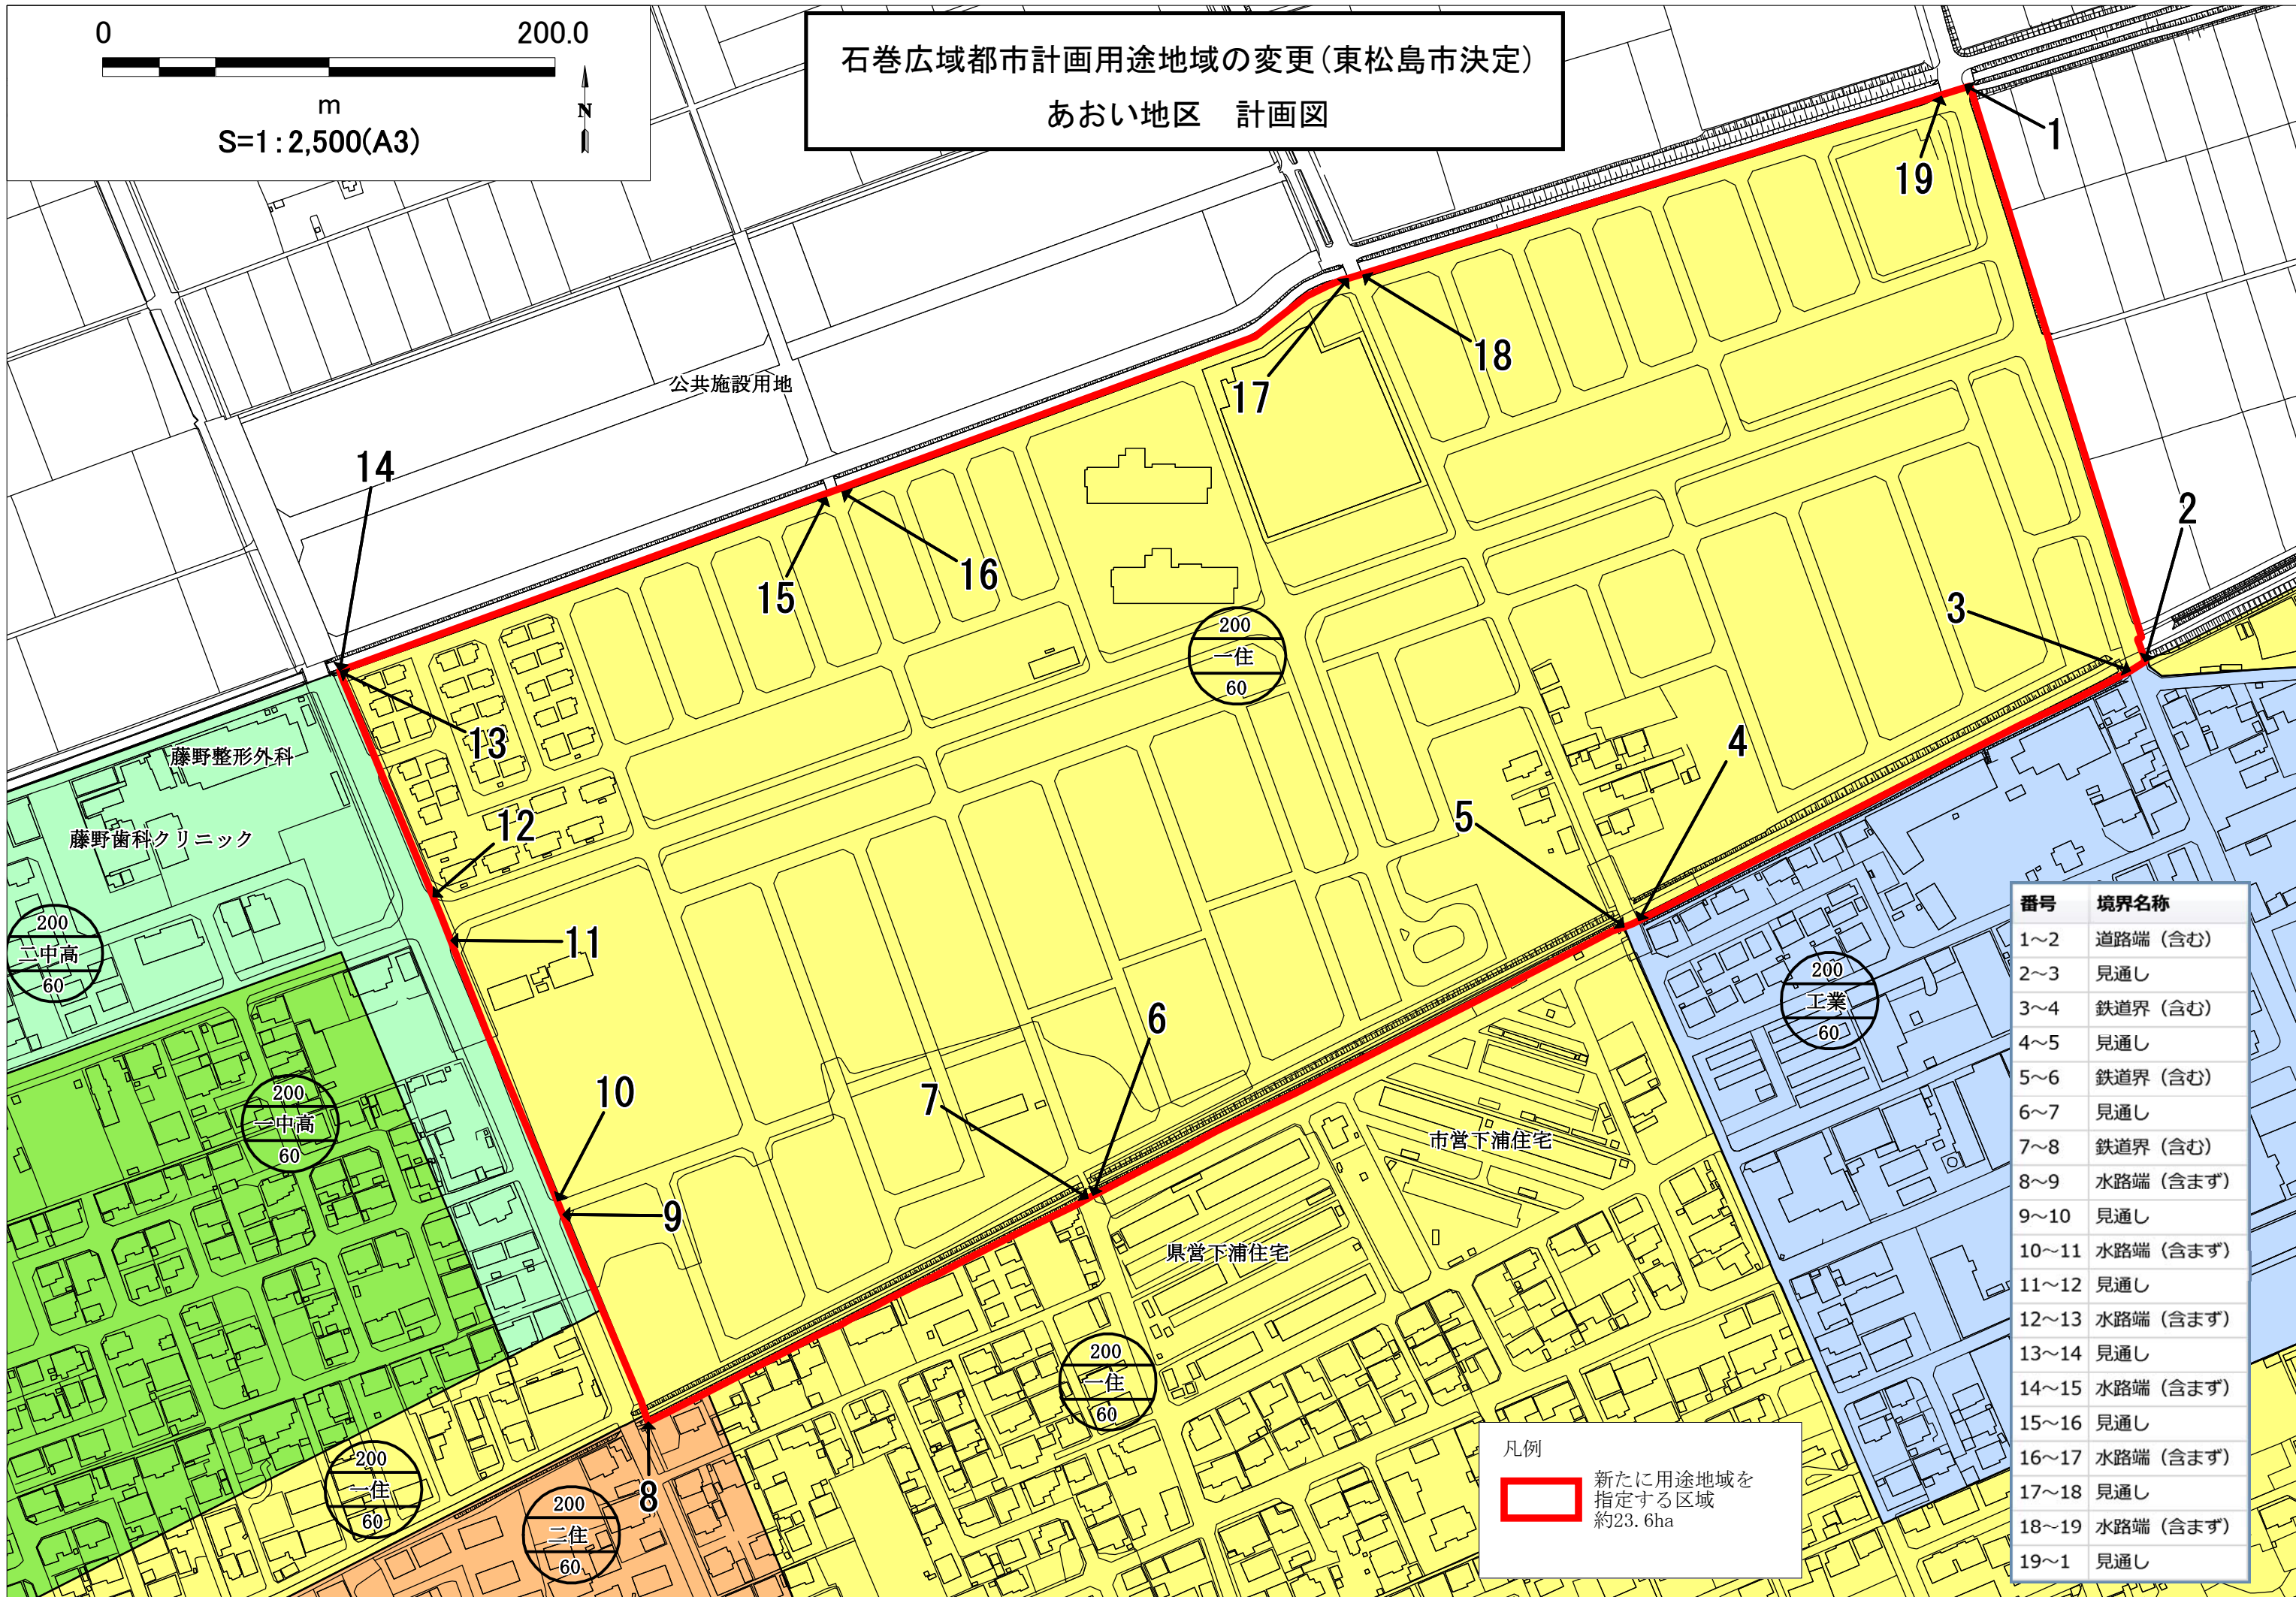 0 200.0
m
S=1:2,500(A3)
N
石巻広域都市計画用途地域の変更(東松島市決定)
あおい地区　計画図
1
19
18
17
公共施設用地
14
2
15
16
3
200
一住
60
13
藤野整形外科
4
12
5
藤野歯科クリニック
200
二中高
60
11
200
工業
60
6
10
7
200
一中高
60
市営下浦住宅
9
県営下浦住宅
200
一住
60
200
一住
60
8
200
二住
60
凡例
新たに用途地域を
指定する区域
約23.6ha
番号 境界名称
1~2 道路端（含む）
2~3 見通し
3~4 鉄道界（含む）
4~5 見通し
5~6 鉄道界（含む）
6~7 見通し
7~8 鉄道界（含む）
8~9 水路端（含まず）
9~10 見通し
10~11 水路端（含まず）
11~12 見通し
12~13 水路端（含まず）
13~14 見通し
14~15 水路端（含まず）
15~16 見通し
16~17 水路端（含まず）
17~18 見通し
18~19 水路端（含まず）
19~1 見通し